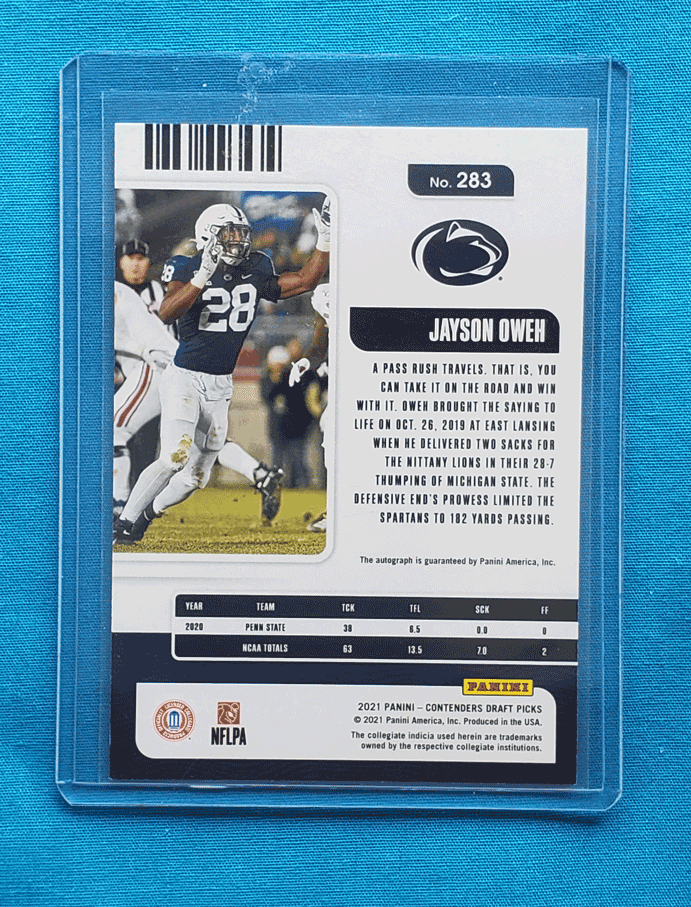 No. 283
28
28
JAYSON OWEH
A PASS RUSH TRAVELS. THAT IS, YOU
CAN TAKE IT ON THE ROAD AND WIN
WITH IT. OWEH BROUGHT THE SAYING TO
LIFE ON OCT. 26, 2019 AT EAST LANSING
WHEN HE DELIVERED TWO SACKS FOR
THE NITTANY LIONS IN THEIR 28-7
THUMPING OF MICHIGAN STATE. THE
DEFENSIVE END'S PROWESS LIMITED THE
SPARTANS TO 182 YARDS PASSING.
The autograph is guaranteed by Panini America, Inc.
YEAR TEAM TCK TFL SCK FF
2020 PENN STATE 38 6.5 0.0 0
NCAA TOTALS 63 13.5 7.0 2
PANINI
2021 PANINI – CONTENDERS DRAFT PICKS
© 2021 Panini America, Inc. Produced in the USA.
The collegiate indicia used herein are trademarks
owned by the respective collegiate institutions.
NFLPA